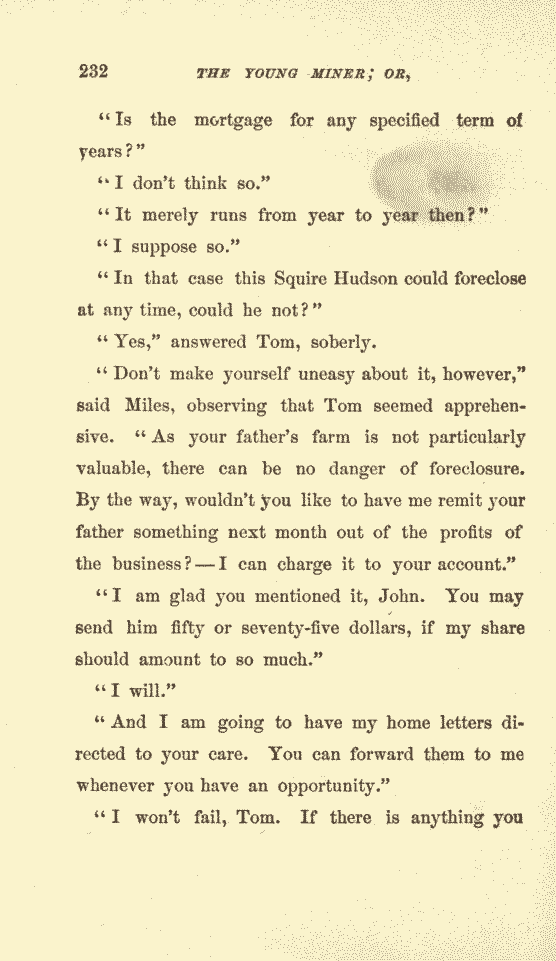 232 THE YOUNG MINER; OR,
“Is the mortgage for any specified term of
years?”
“I don't think so.”
“It merely runs from year to year then?”
“I suppose so.”
“In that case this Squire Hudson could foreclose
at any time, could he not?”
“Yes,” answered Tom, soberly.
“Don't make yourself uneasy about it, however,”
said Miles, observing that Tom seemed apprehen-
sive. “As your father's farm is not particularly
valuable, there can be no danger of foreclosure.
By the way, wouldn't you like to have me remit your
father something next month out of the profits of
the business?—I can charge it to your account.”
“I am glad you mentioned it, John. You may
send him fifty or seventy-five dollars, if my share
should amount to so much.”
“I will.”
“And I am going to have my home letters di-
rected to your care. You can forward them to me
whenever you have an opportunity.”
“I won't fail, Tom. If there is anything you